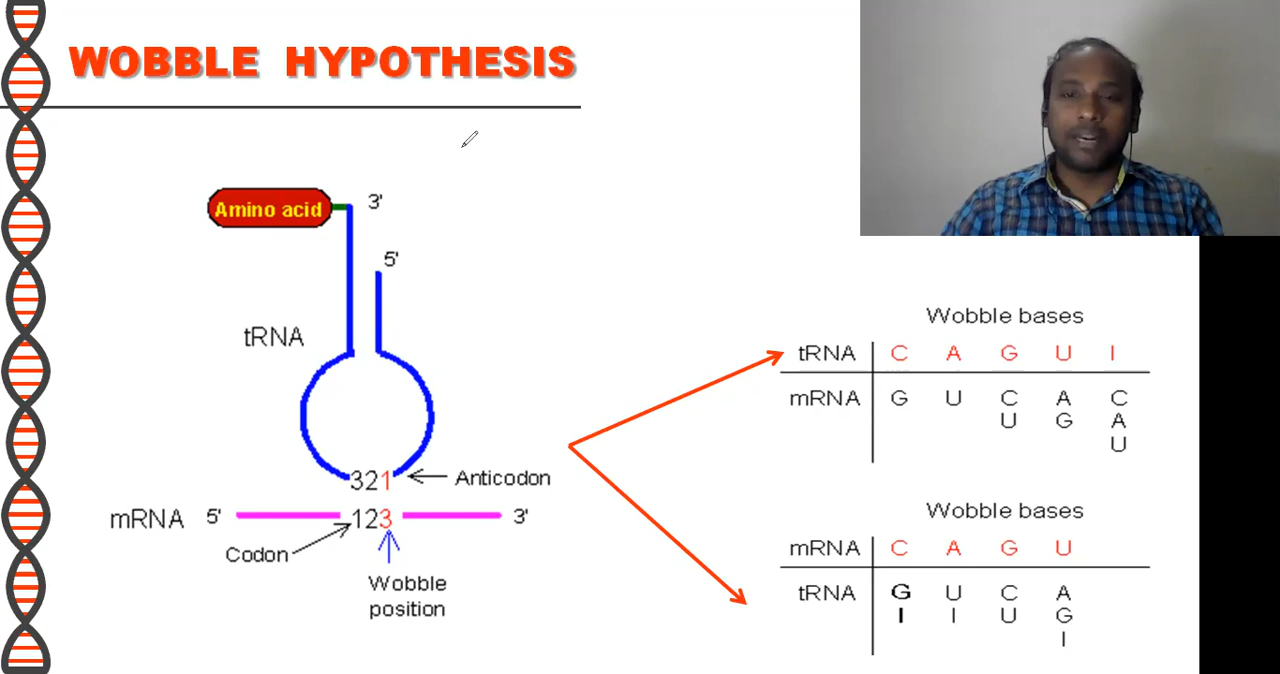 WOBBLE HYPOTHESIS
Amino acid
3'
5'
tRNA
321
Anticodon
mRNA 5' 123 3'
Codon
Wobble
position
Wobble bases
tRNA C A G U I
mRNA G U C A C
U G A
U
Wobble bases
mRNA C A G U
tRNA G U C A
I I U G
I